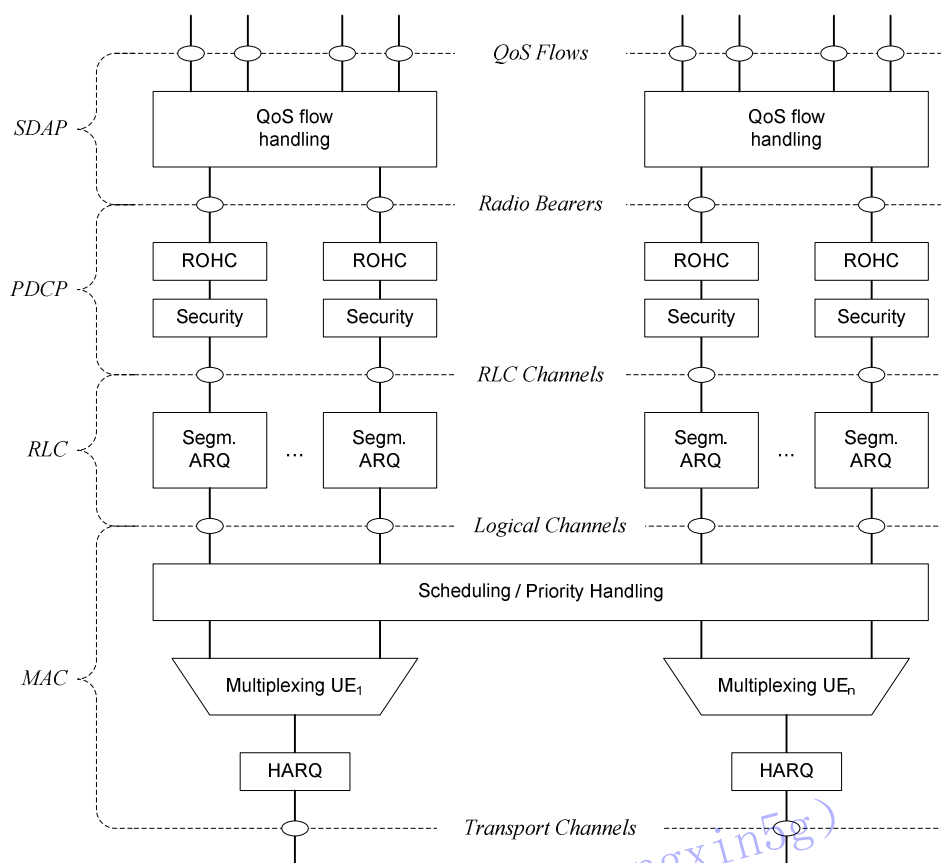 QoS Flows
SDAP
QoS flow
handling
QoS flow
handling
Radio Bearers
PDCP
ROHC
ROHC
ROHC
ROHC
Security
Security
Security
Security
RLC Channels
RLC
Segm.
ARQ
...
Segm.
ARQ
Segm.
ARQ
...
Segm.
ARQ
Logical Channels
Scheduling / Priority Handling
MAC
Multiplexing UE1
Multiplexing UEn
HARQ
HARQ
Transport Channels